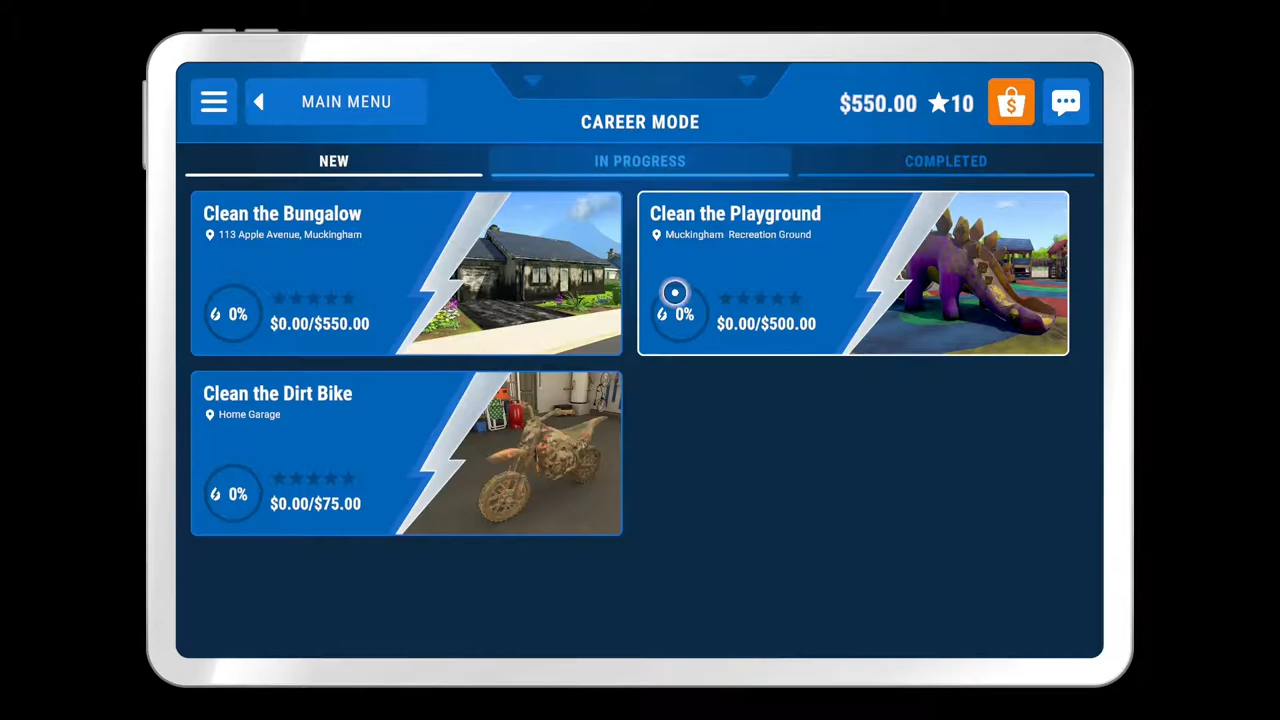 MAIN MENU
CAREER MODE
$550.00 ★10
NEW
IN PROGRESS
COMPLETED
Clean the Bungalow
113 Apple Avenue, Muckingham
0%
$0.00/$550.00
Clean the Playground
Muckingham Recreation Ground
0%
$0.00/$500.00
Clean the Dirt Bike
Home Garage
0%
$0.00/$75.00